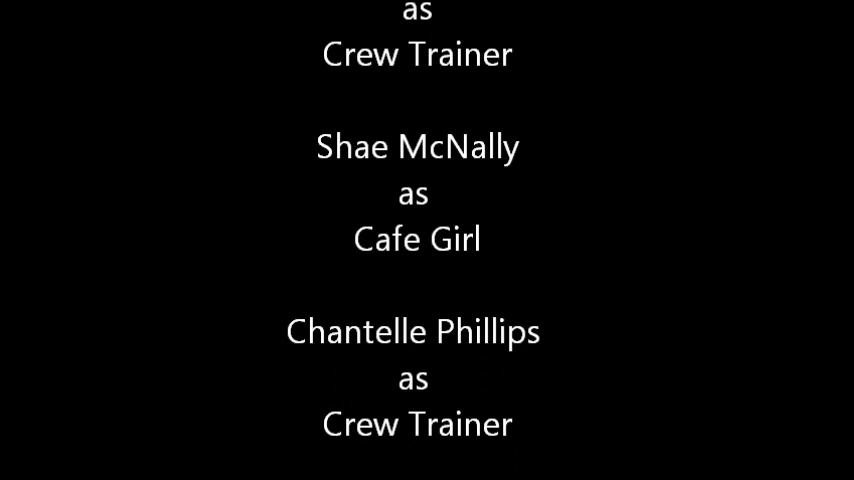 as
Crew Trainer
Shae McNally
as
Cafe Girl
Chantelle Phillips
as
Crew Trainer